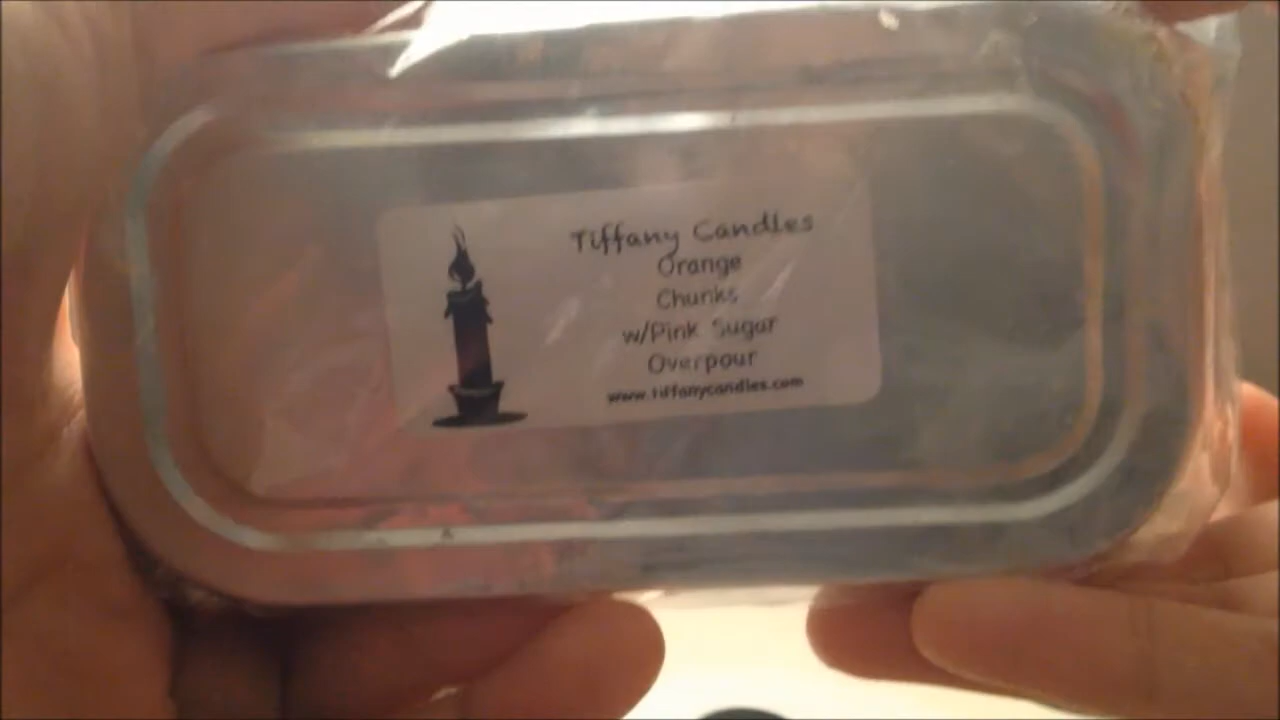 Tiffany Candles
Orange
Chunks
w/Pink Sugar
Overpour
www.tiffanycandles.com